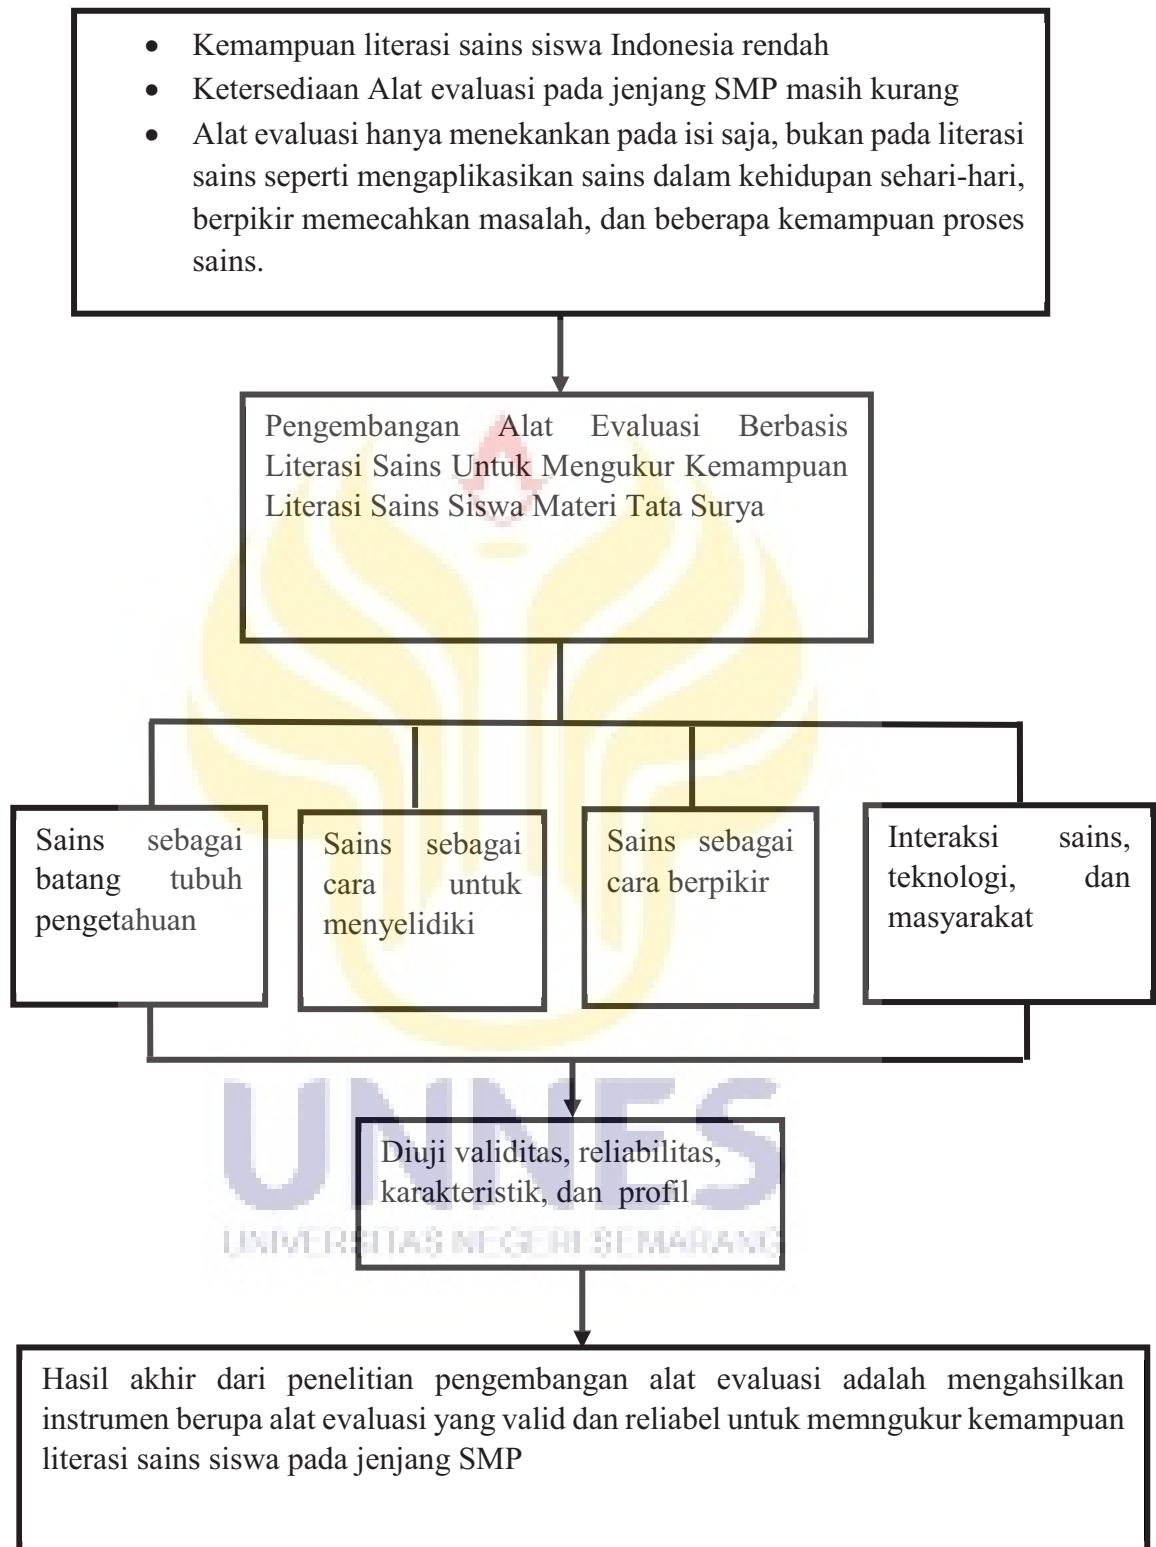 • Kemampuan literasi sains siswa Indonesia rendah
• Ketersediaan Alat evaluasi pada jenjang SMP masih kurang
• Alat evaluasi hanya menekankan pada isi saja, bukan pada literasi
sains seperti mengaplikasikan sains dalam kehidupan sehari-hari,
berpikir memecahkan masalah, dan beberapa kemampuan proses
sains.
Pengembangan Alat Evaluasi Berbasis
Literasi Sains Untuk Mengukur Kemampuan
Literasi Sains Siswa Materi Tata Surya
Sains sebagai
batang tubuh
pengetahuan
Sains sebagai
cara untuk
menyelidiki
Sains sebagai
cara berpikir
Interaksi sains,
teknologi, dan
masyarakat
UNNES
Diuji validitas, reliabilitas,
karakteristik, dan profil
UNIVERSITAS NEGERI SEMARANG
Hasil akhir dari penelitian pengembangan alat evaluasi adalah mengahsilkan
instrumen berupa alat evaluasi yang valid dan reliabel untuk memngukur kemampuan
literasi sains siswa pada jenjang SMP